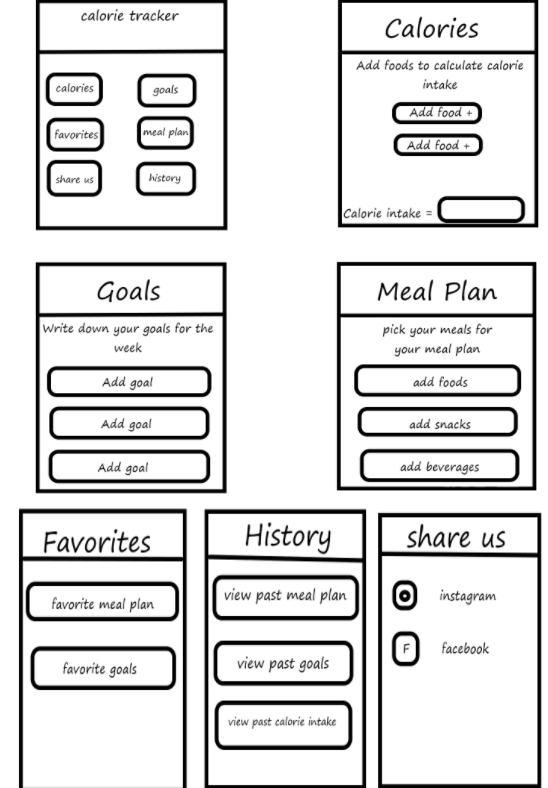 calorie tracker
calories
goals
favorites
meal plan
share us
history
Calories
Add foods to calculate calorie
intake
Add food +
Add food +
Calorie intake =
Goals
Write down your goals for the
week
Add goal
Add goal
Add goal
Meal Plan
pick your meals for
your meal plan
add foods
add snacks
add beverages
Favorites
favorite meal plan
favorite goals
History
view past meal plan
view past goals
view past calorie intake
share us
instagram
F
facebook